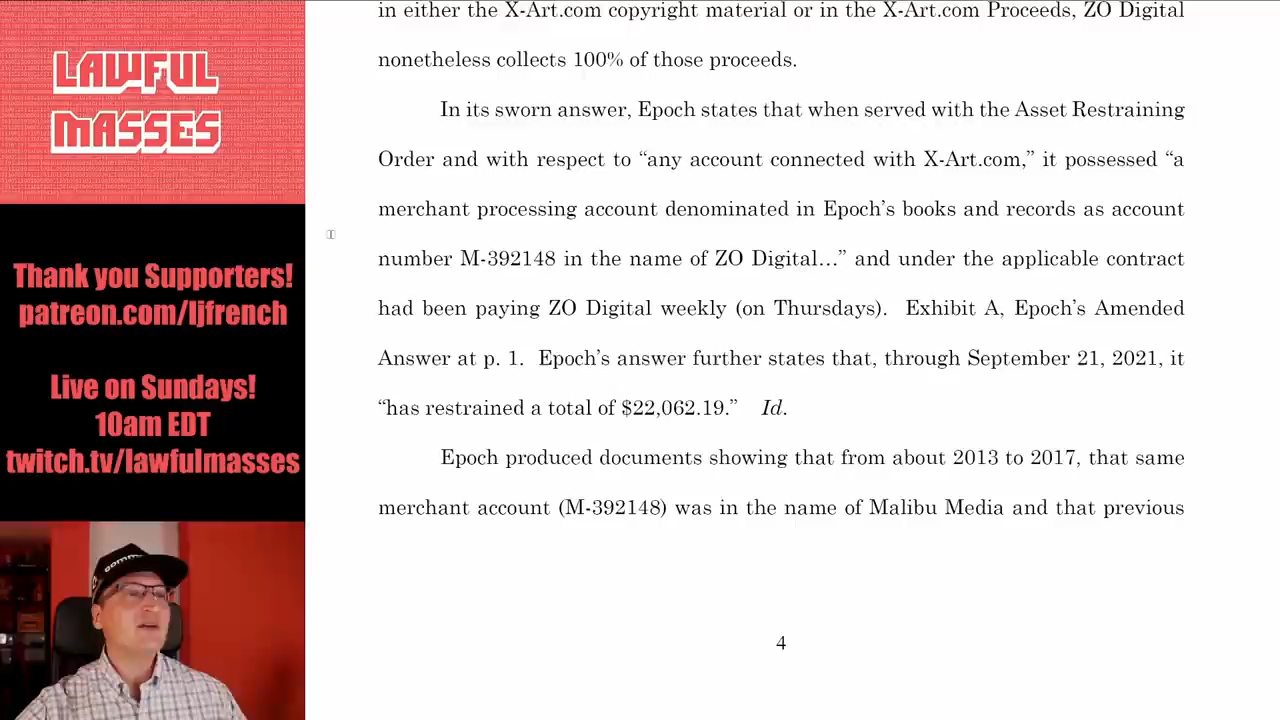 LAWFUL
MASSES
Thank you Supporters!
patreon.com/ljfrench
Live on Sundays!
10am EDT
twitch.tv/lawfulmasses
in either the X-Art.com copyright material or in the X-Art.com Proceeds, ZO Digital
nonetheless collects 100% of those proceeds.
In its sworn answer, Epoch states that when served with the Asset Restraining
Order and with respect to “any account connected with X-Art.com,” it possessed “a
merchant processing account denominated in Epoch’s books and records as account
number M-392148 in the name of ZO Digital…” and under the applicable contract
had been paying ZO Digital weekly (on Thursdays). Exhibit A, Epoch’s Amended
Answer at p. 1. Epoch’s answer further states that, through September 21, 2021, it
“has restrained a total of $22,062.19.” Id.
Epoch produced documents showing that from about 2013 to 2017, that same
merchant account (M-392148) was in the name of Malibu Media and that previous
4